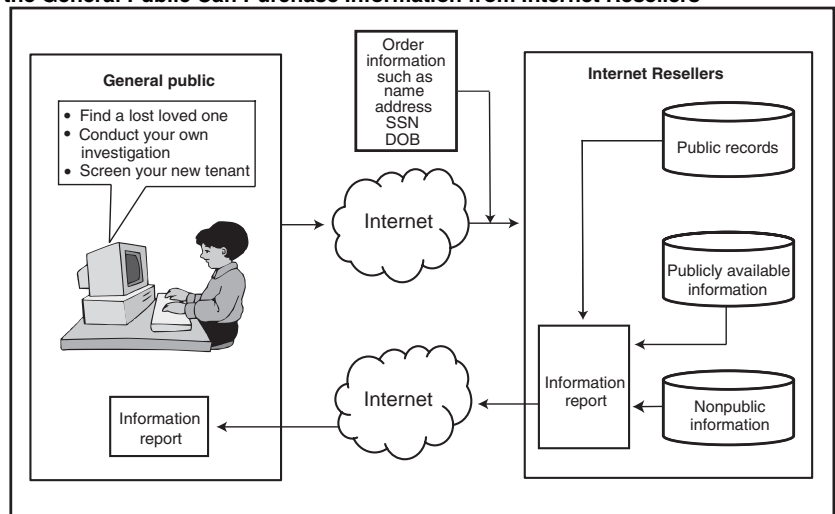 the General Public Can Purchase Information from Internet Resellers
General public
• Find a lost loved one
• Conduct your own
investigation
• Screen your new tenant
Order
information
such as
name
address
SSN
DOB
Internet
Internet Resellers
Public records
Publicly available
information
Nonpublic
information
Information
report
Internet
Information
report